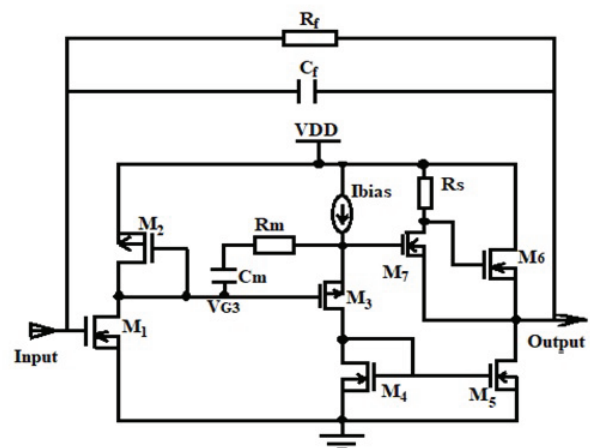 Rf
Cf
VDD
Ibias
Rs
M2
Rm
M6
M7
Cm
M3
VG3
M1
Input
Output
M4
M5